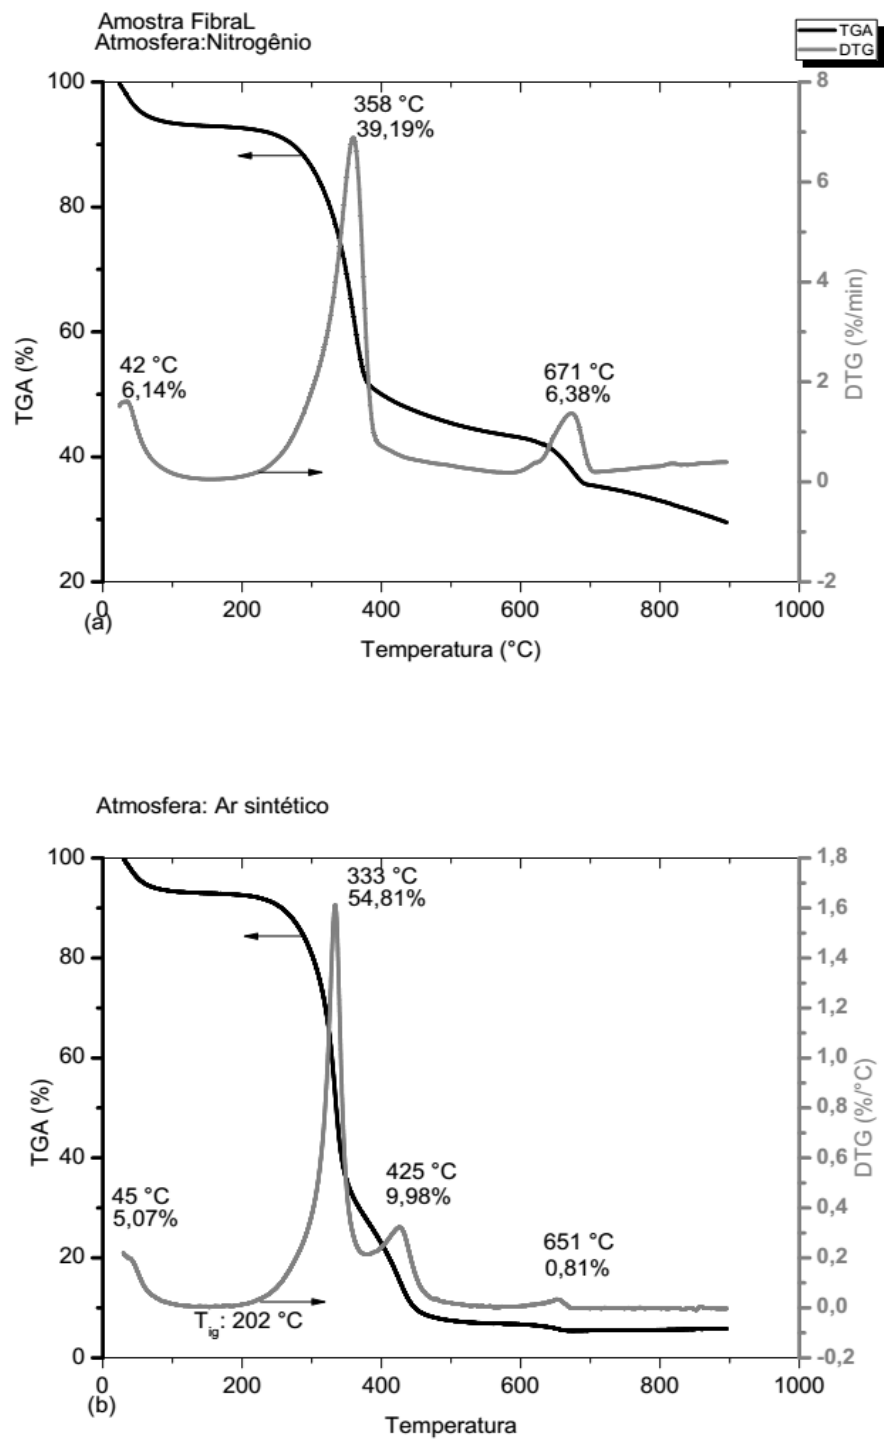 Amostra FibraL
Atmosfera:Nitrogênio
TGA
DTG
100
80
60
40
20
TGA (%)
8
6
4
2
0
-2
DTG (%/min)
358 °C
39,19%
42 °C
6,14%
671 °C
6,38%
0
200
400
600
800
1000
(a)
Temperatura (°C)
Atmosfera: Ar sintético
100
80
60
40
20
0
TGA (%)
1,8
1,6
1,4
1,2
1,0
0,8
0,6
0,4
0,2
0,0
-0,2
DTG (%/°C)
333 °C
54,81%
45 °C
5,07%
425 °C
9,98%
651 °C
0,81%
Tig: 202 °C
0
200
400
600
800
1000
(b)
Temperatura